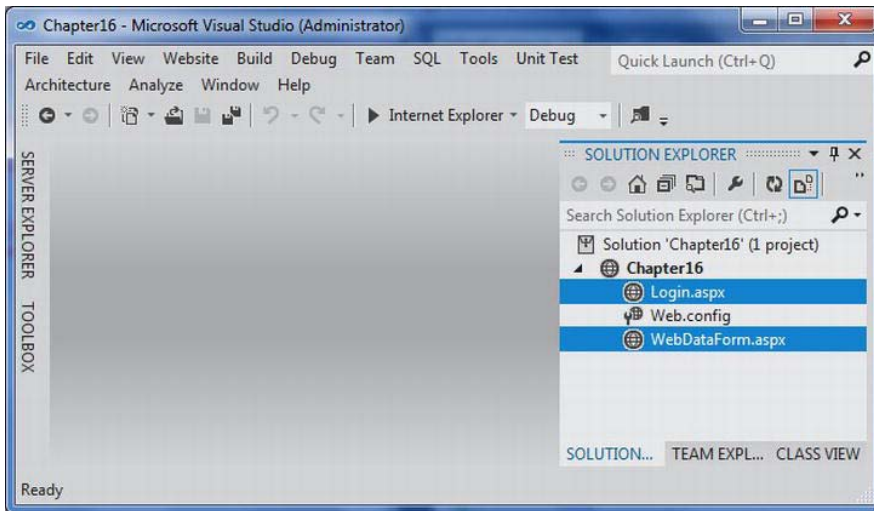 Chapter16 - Microsoft Visual Studio (Administrator)
File Edit View Website Build Debug Team SQL Tools Unit Test Quick Launch (Ctrl+Q)
Architecture Analyze Window Help
Internet Explorer Debug
SERVER EXPLORER
TOOLBOX
SOLUTION EXPLORER
Search Solution Explorer (Ctrl+;)
Solution 'Chapter16' (1 project)
Chapter16
Login.aspx
Web.config
WebDataForm.aspx
SOLUTION... TEAM EXPL... CLASS VIEW
Ready